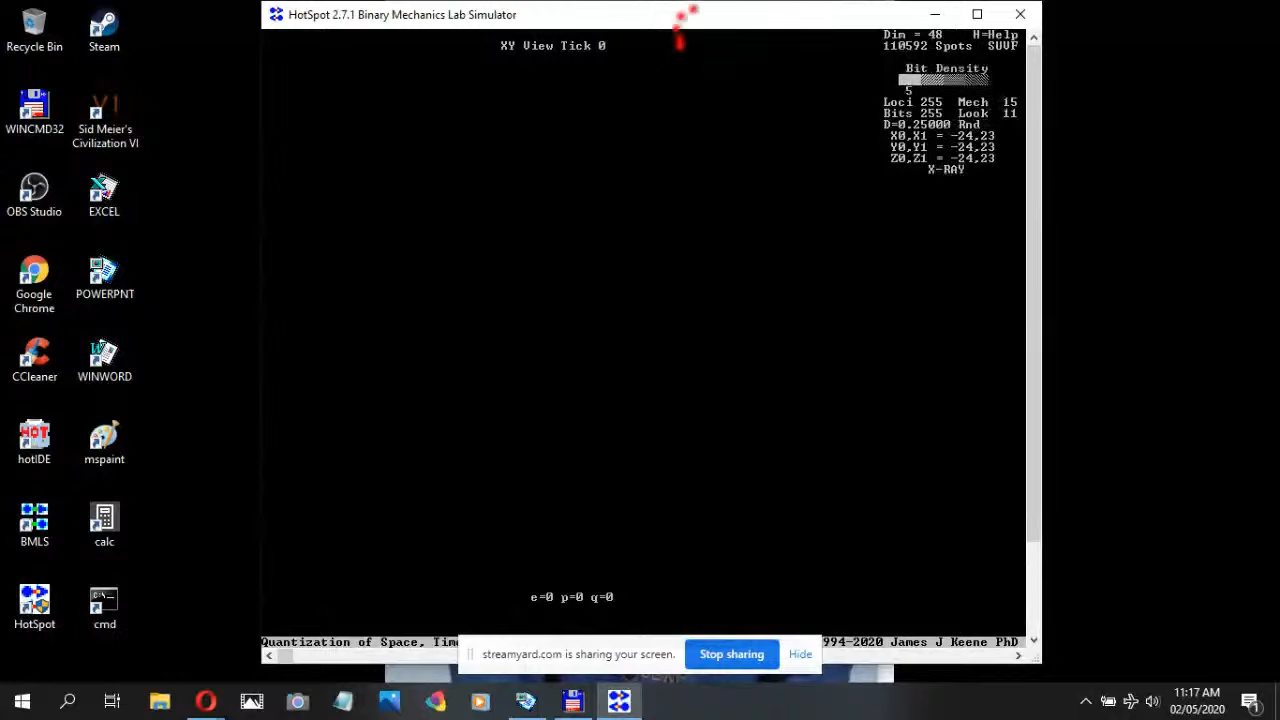 HotSpot 2.7.1 Binary Mechanics Lab Simulator
Recycle Bin
Steam
WINCMD32
Sid Meier's
Civilization VI
OBS Studio
EXCEL
Google
Chrome
POWERPNT
CCleaner
WINWORD
HOT
hotIDE
mspaint
BMLS
calc
HotSpot
cmd
XY View Tick 0
Dim = 48 H=Help
110592 Spots SUVF
Bit Density
5
Loci 255 Mech 15
Bits 255 Look 11
D=0.25000 Rnd
X0,X1 = -24,23
Y0,Y1 = -24,23
Z0,Z1 = -24,23
X-RAY
e=0 p=0 q=0
Quantization of Space, Time
994-2020 James J Keene PhD
streamyard.com is sharing your screen.
Stop sharing
Hide
11:17 AM
02/05/2020
1